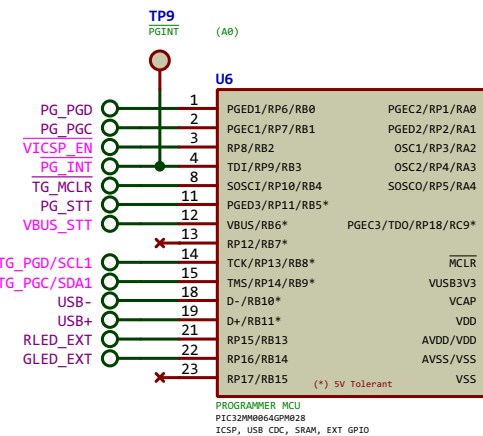 TP9
PGINT (A0)
U6
PG_PGD 1 PGED1/RP6/RB0 PGEC2/RP1/RA0
PG_PGC 2 PGEC1/RP7/RB1 PGED2/RP2/RA1
VICSP_EN 3 RP8/RB2 OSC1/RP3/RA2
PG_INT 4 TDI/RP9/RB3 OSC2/RP4/RA3
TG_MCLR 8 SOSCI/RP10/RB4 SOSCO/RP5/RA4
PG_STT 11 PGED3/RP11/RB5*
VBUS_STT 12 VBUS/RB6* PGEC3/TDO/RP18/RC9*
13 RP12/RB7*
TG_PGD/SCL1 14 TCK/RP13/RB8* MCLR
TG_PGC/SDA1 15 TMS/RP14/RB9* VUSB3V3
USB- 18 D-/RB10* VCAP
USB+ 19 D+/RB11* VDD
RLED_EXT 21 RP15/RB13 AVDD/VDD
GLED_EXT 22 RP16/RB14 AVSS/VSS
23 RP17/RB15 (*) 5V Tolerant VSS
PROGRAMMER MCU
PIC32MM0064GPM028
ICSP, USB CDC, SRAM, EXT GPIO